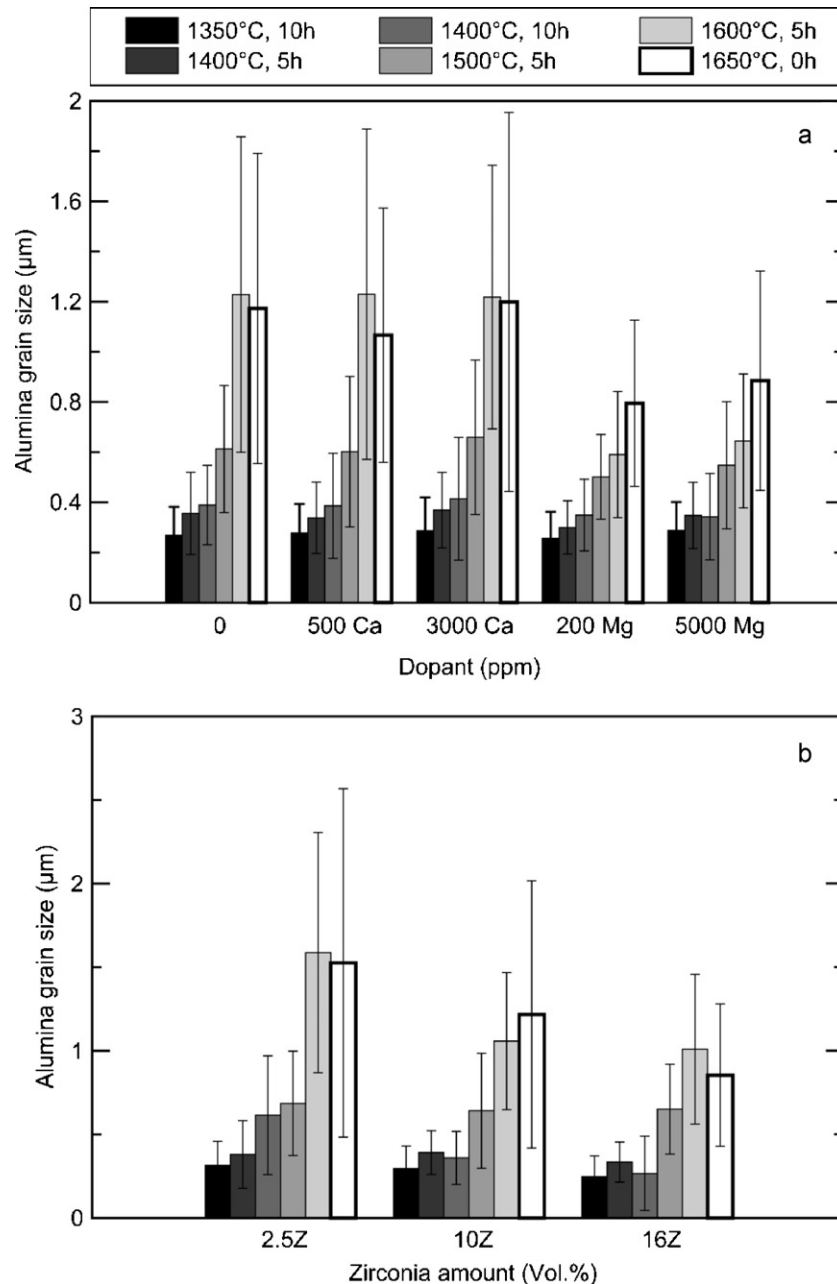 1350°C, 10h 1400°C, 10h 1600°C, 5h
1400°C, 5h 1500°C, 5h 1650°C, 0h
a
2
1.6
1.2
0.8
0.4
0
Alumina grain size (µm)
0 500 Ca 3000 Ca 200 Mg 5000 Mg
Dopant (ppm)
b
3
2
1
0
Alumina grain size (µm)
2.5Z 10Z 16Z
Zirconia amount (Vol.%)